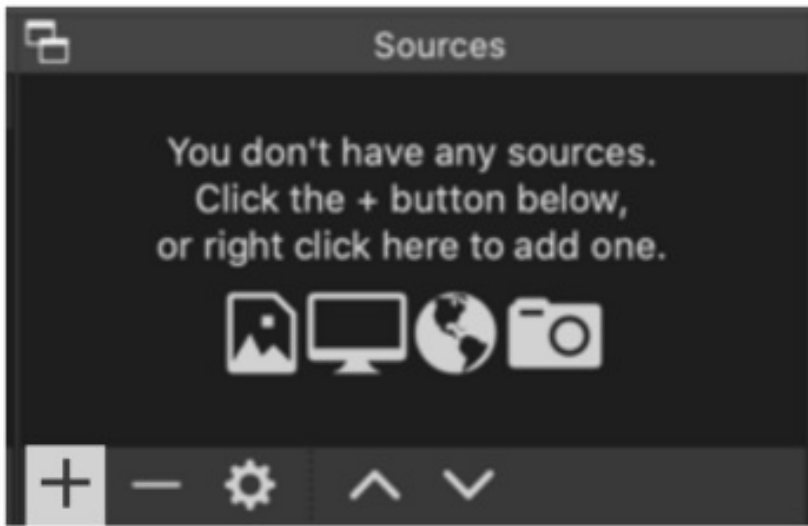 Sources
You don't have any sources.
Click the + button below,
or right click here to add one.